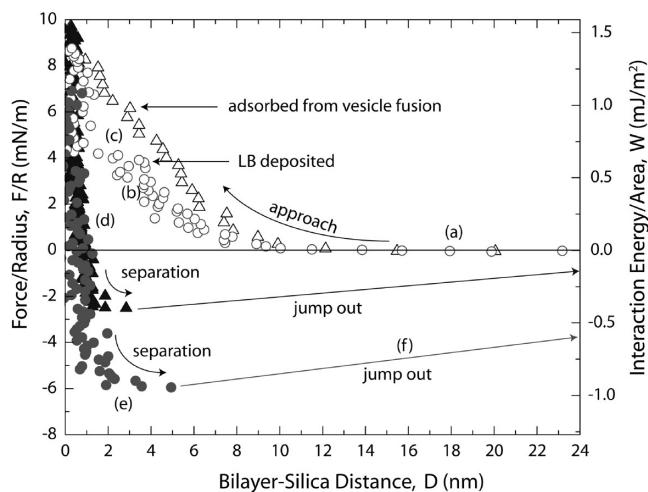 10
8
6
4
2
0
-2
-4
-6
-8
Force/Radius, F/R (mN/m)
1.5
1.0
0.5
0.0
-0.5
-1.0
Interaction Energy/Area, W (mJ/m²)
adsorbed from vesicle fusion
(c)
LB deposited
(b)
approach
(d)
(a)
separation
jump out
separation
(f)
jump out
(e)
0 2 4 6 8 10 12 14 16 18 20 22 24
Bilayer-Silica Distance, D (nm)